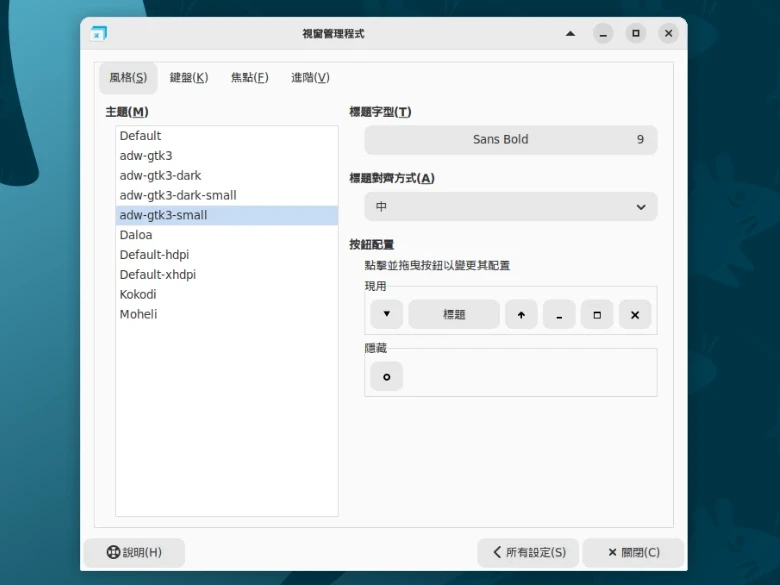 視窗管理程式
風格(S) 鍵盤(K) 焦點(F) 進階(V)
主題(M)
Default
adw-gtk3
adw-gtk3-dark
adw-gtk3-dark-small
adw-gtk3-small
Daloa
Default-hdpi
Default-xhdpi
Kokodi
Moheli
標題字型(T)
Sans Bold 9
標題對齊方式(A)
中
按鈕配置
點擊並拖曳按鈕以變更其配置
現用
標題
隱藏
說明(H) 所有設定(S) 關閉(C)